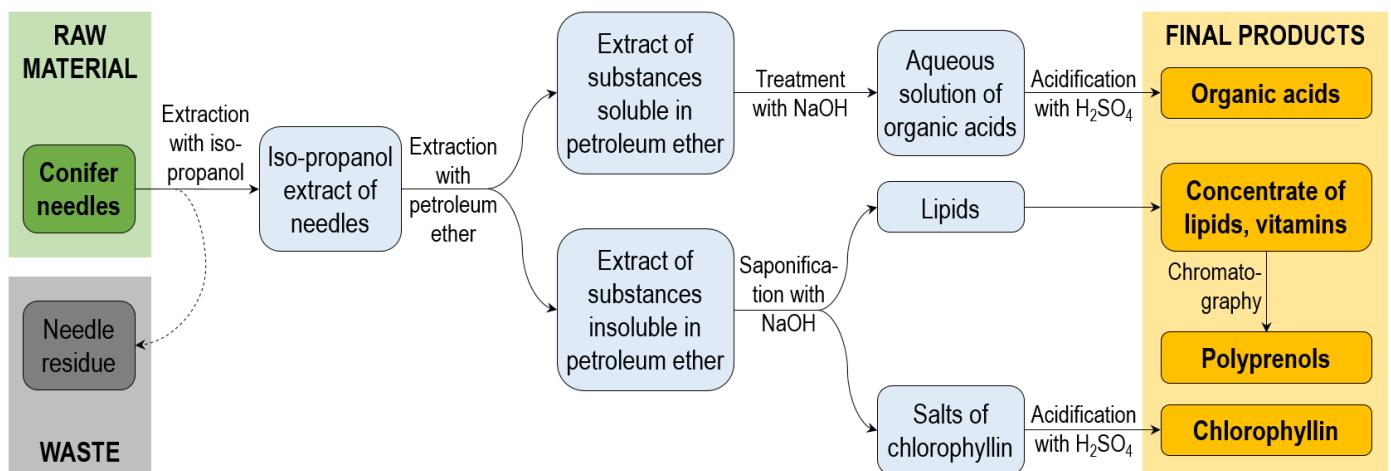 RAW
MATERIAL
Conifer
needles
Extraction
with iso-
propanol
Needle
residue
WASTE
Iso-propanol
extract of
needles
Extraction
with
petroleum
ether
Extract of
substances
soluble in
petroleum ether
Treatment
with NaOH
Aqueous
solution of
organic acids
Acidification
with H₂SO₄
Extract of
substances
insoluble in
petroleum ether
Saponifica-
tion with
NaOH
Lipids
Salts of
chlorophyllin
Acidification
with H₂SO₄
FINAL PRODUCTS
Organic acids
Concentrate of
lipids, vitamins
Chromato-
graphy
Polyprenols
Chlorophyllin